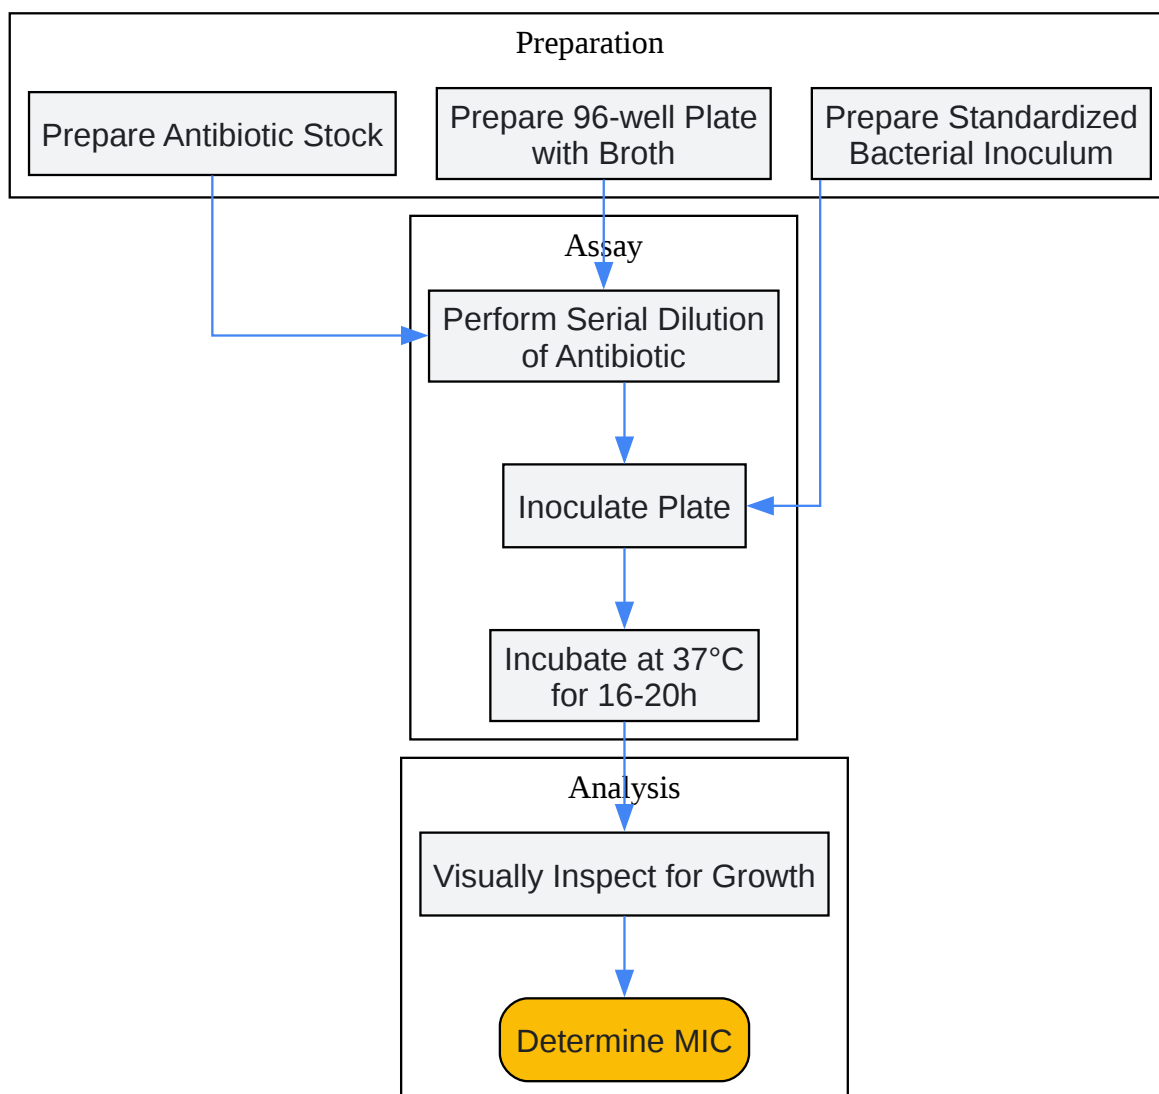 Preparation
Prepare Antibiotic Stock
Prepare 96-well Plate
with Broth
Prepare Standardized
Bacterial Inoculum
Assay
Perform Serial Dilution
of Antibiotic
Inoculate Plate
Incubate at 37°C
for 16-20h
Analysis
Visually Inspect for Growth
Determine MIC